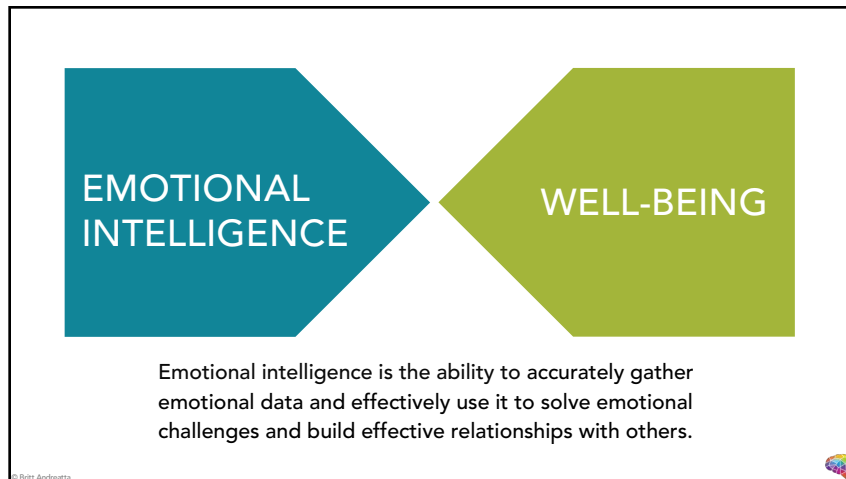 EMOTIONAL
INTELLIGENCE
WELL-BEING
Emotional intelligence is the ability to accurately gather
emotional data and effectively use it to solve emotional
challenges and build effective relationships with others.
© Britt Andreatta